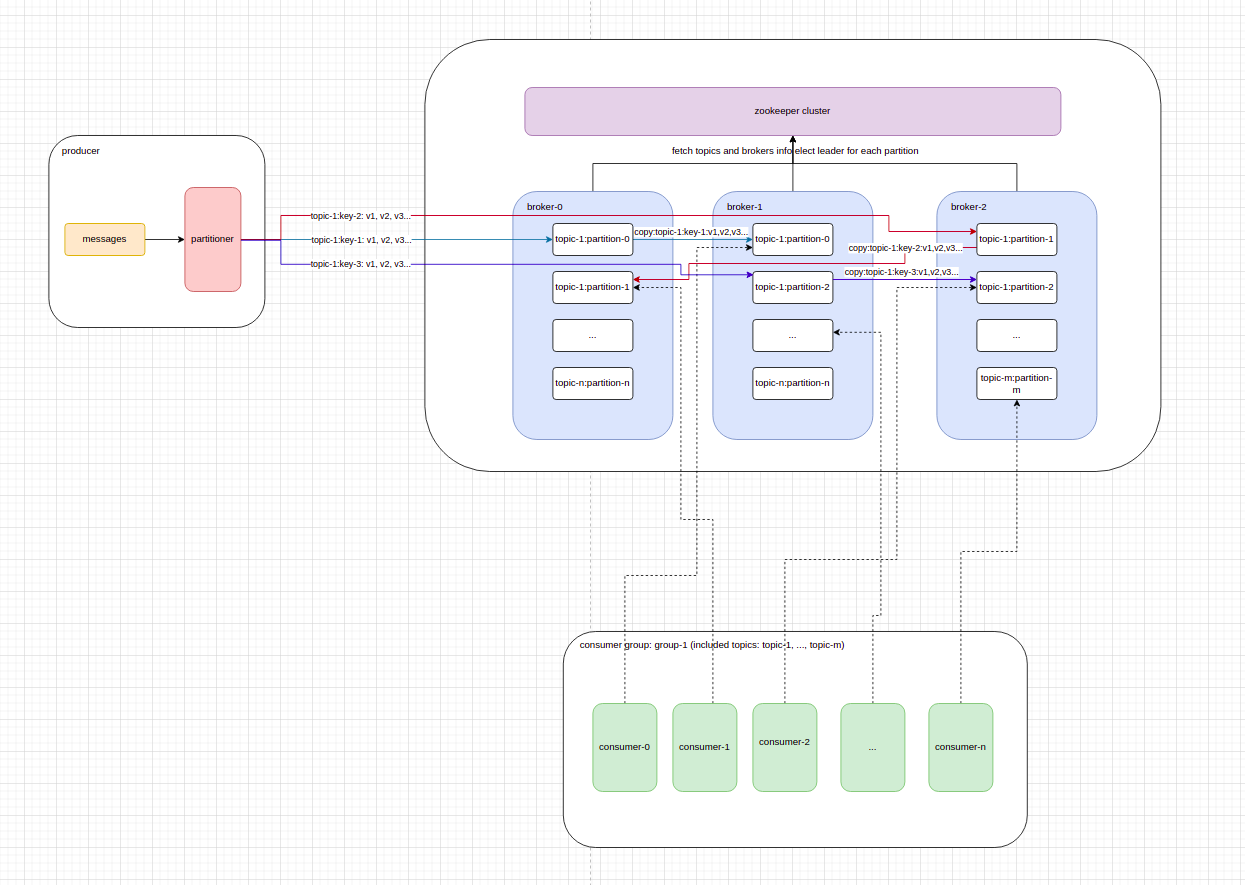 zookeeper cluster
fetch topics and brokers info
elect leader for each partition
producer
messages
partitioner
topic-1:key-2: v1, v2, v3...
topic-1:key-1: v1, v2, v3...
topic-1:key-3: v1, v2, v3...
broker-0
topic-1:partition-0
topic-1:partition-1
...
topic-n:partition-n
copy:topic-1:key-1:v1,v2,v3...
broker-1
topic-1:partition-0
topic-1:partition-2
...
topic-n:partition-n
copy:topic-1:key-2:v1,v2,v3...
copy:topic-1:key-3:v1,v2,v3...
broker-2
topic-1:partition-1
topic-1:partition-2
...
topic-m:partition-
m
consumer group: group-1 (included topics: topic-1, ..., topic-m)
consumer-0
consumer-1
consumer-2
...
consumer-n